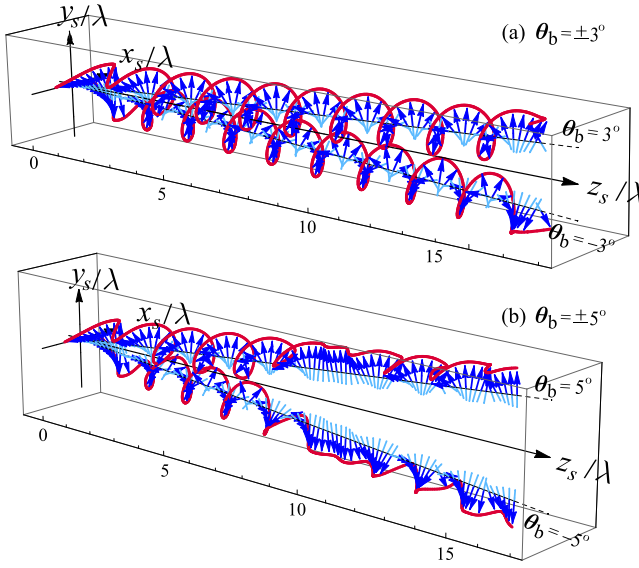 y_s/λ
(a) θ_b = ±3°
x_s/λ
θ_b = 3°
0
5
z_s/λ
10
θ_b = −3°
15
y_s/λ
x_s/λ
(b) θ_b = ±5°
θ_b = 5°
0
5
z_s/λ
10
θ_b = −5°
15